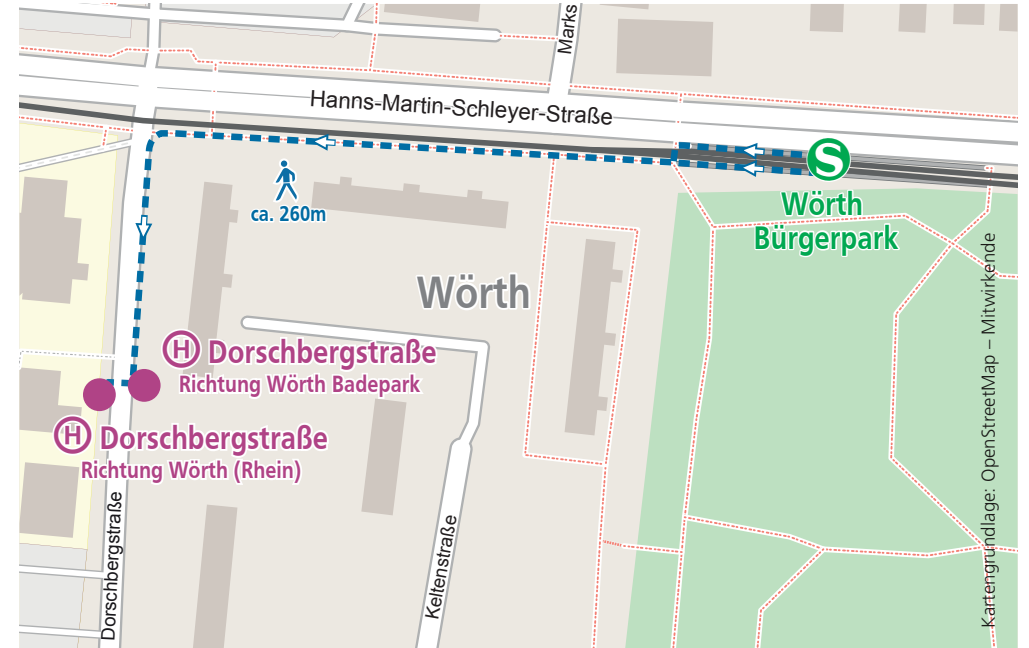 Marks
Hanns-Martin-Schleyer-Straße
S
Wörth
Bürgerpark
ca. 260m
Wörth
H Dorschbergstraße
Richtung Wörth Badepark
H Dorschbergstraße
Richtung Wörth (Rhein)
Dorschbergstraße
Keltenstraße
Kartengrundlage: OpenStreetMap – Mitwirkende